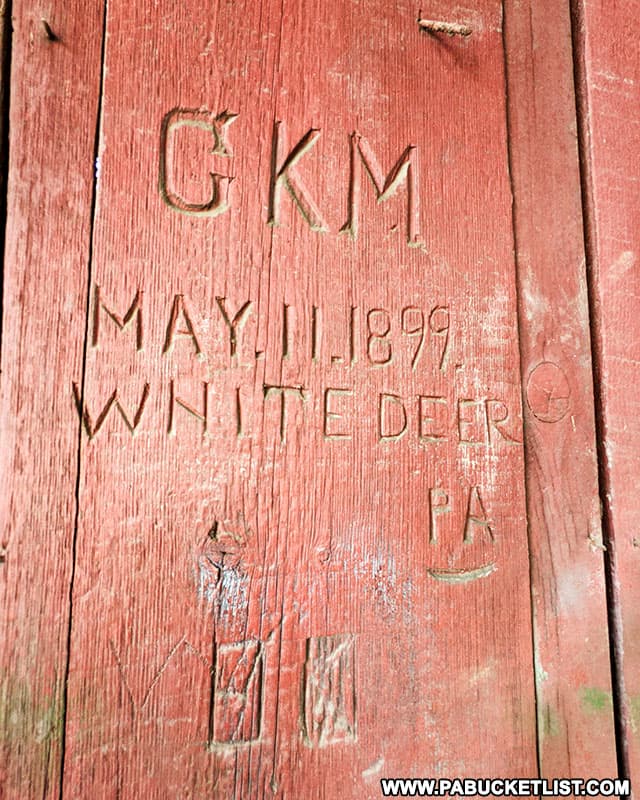 GKM
MAY. 11. 1899.
WHITE DEER
PA
WWW.PABUCKETLIST.COM